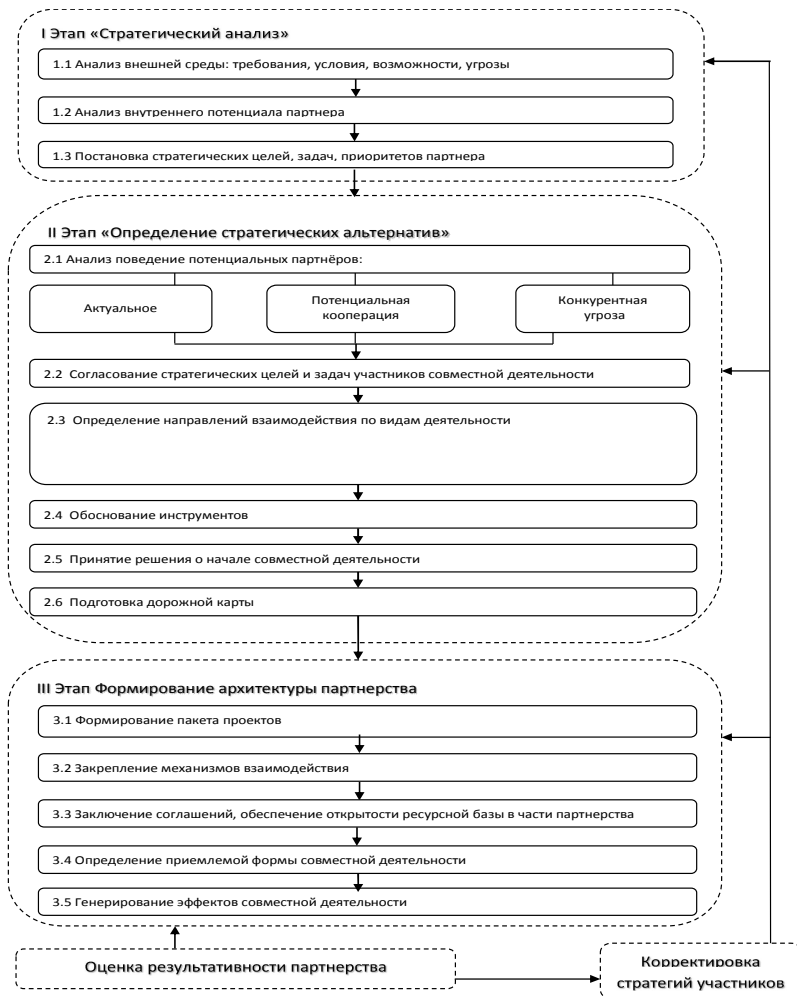 I Этап «Стратегический анализ»
1.1 Анализ внешней среды: требования, условия, возможности, угрозы
1.2 Анализ внутреннего потенциала партнера
1.3 Постановка стратегических целей, задач, приоритетов партнера
II Этап «Определение стратегических альтернатив»
2.1 Анализ поведение потенциальных партнёров:
Актуальное
Потенциальная
кооперация
Конкурентная
угроза
2.2 Согласование стратегических целей и задач участников совместной деятельности
2.3 Определение направлений взаимодействия по видам деятельности
2.4 Обоснование инструментов
2.5 Принятие решения о начале совместной деятельности
2.6 Подготовка дорожной карты
III Этап Формирование архитектуры партнерства
3.1 Формирование пакета проектов
3.2 Закрепление механизмов взаимодействия
3.3 Заключение соглашений, обеспечение открытости ресурсной базы в части партнерства
3.4 Определение приемлемой формы совместной деятельности
3.5 Генерирование эффектов совместной деятельности
Оценка результативности партнерства
Корректировка
стратегий участников